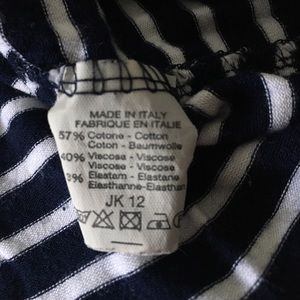 MADE IN ITALY
FABRIQUE EN ITALIE
57% Cotone - Cotton
Coton - Baumwolle
40% Viscosa - Viscose
Viscose - Viscose
3% Elastam - Elastane
Elasthanne-Elasthan
JK 12